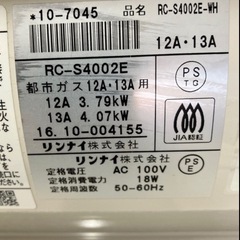 *10-7045
品名 RC-S4002E-WH
12A・13A
RC-S4002E
都市ガス12A・13A用
12A 3.79kW
13A 4.07kW
16.10-004155
リンナイ株式会社
PS
TG
JIA認証
リンナイ株式会社
定格電圧 AC 100V
定格消費電力 18W
定格周波数 50-60Hz
PS
E